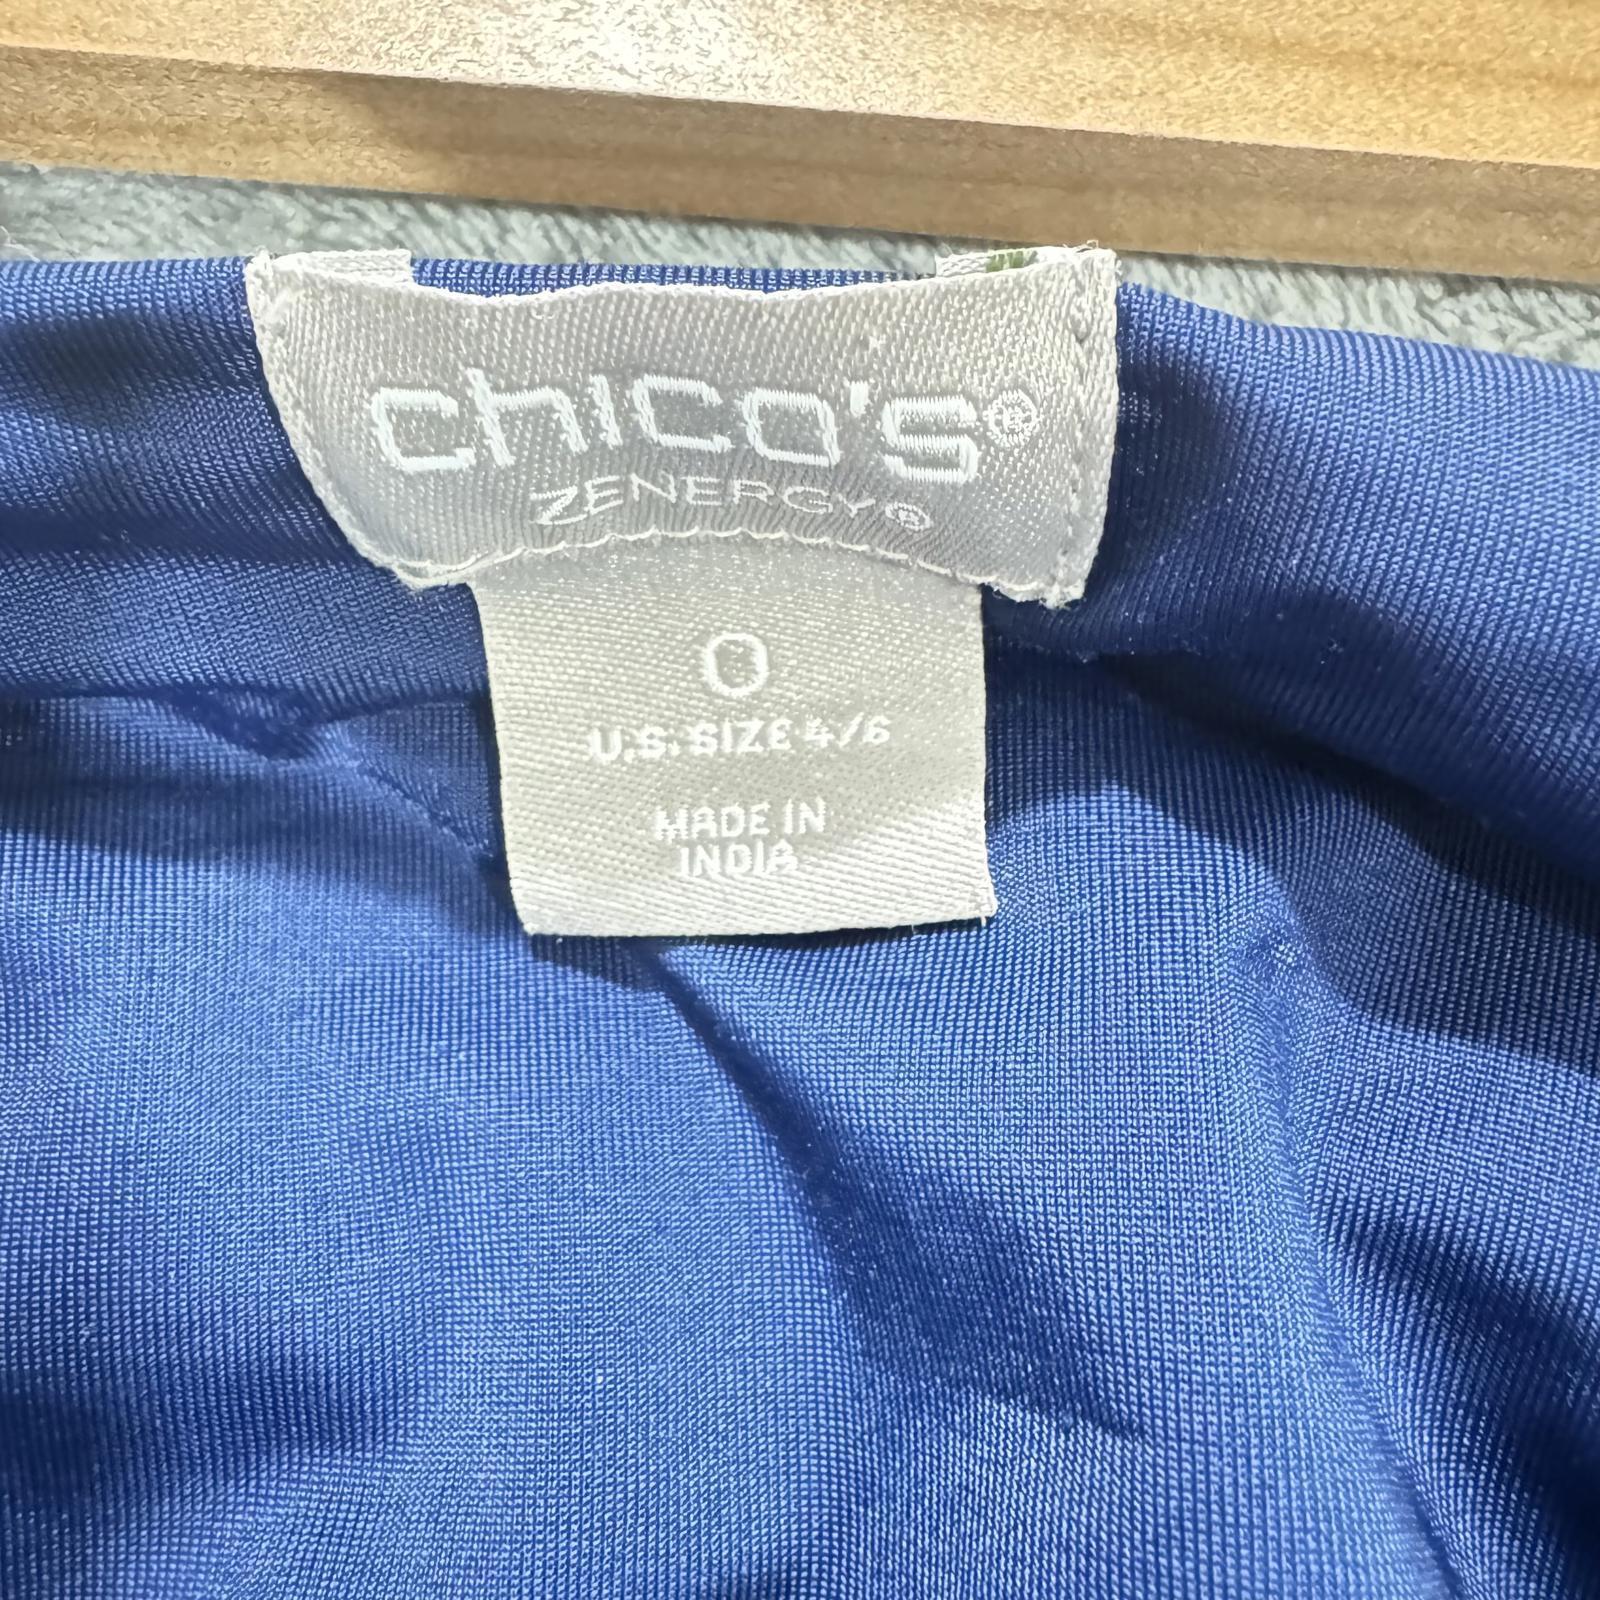 chico's®
ZENERGY®
0
U.S. SIZE 4/6
MADE IN
INDIA